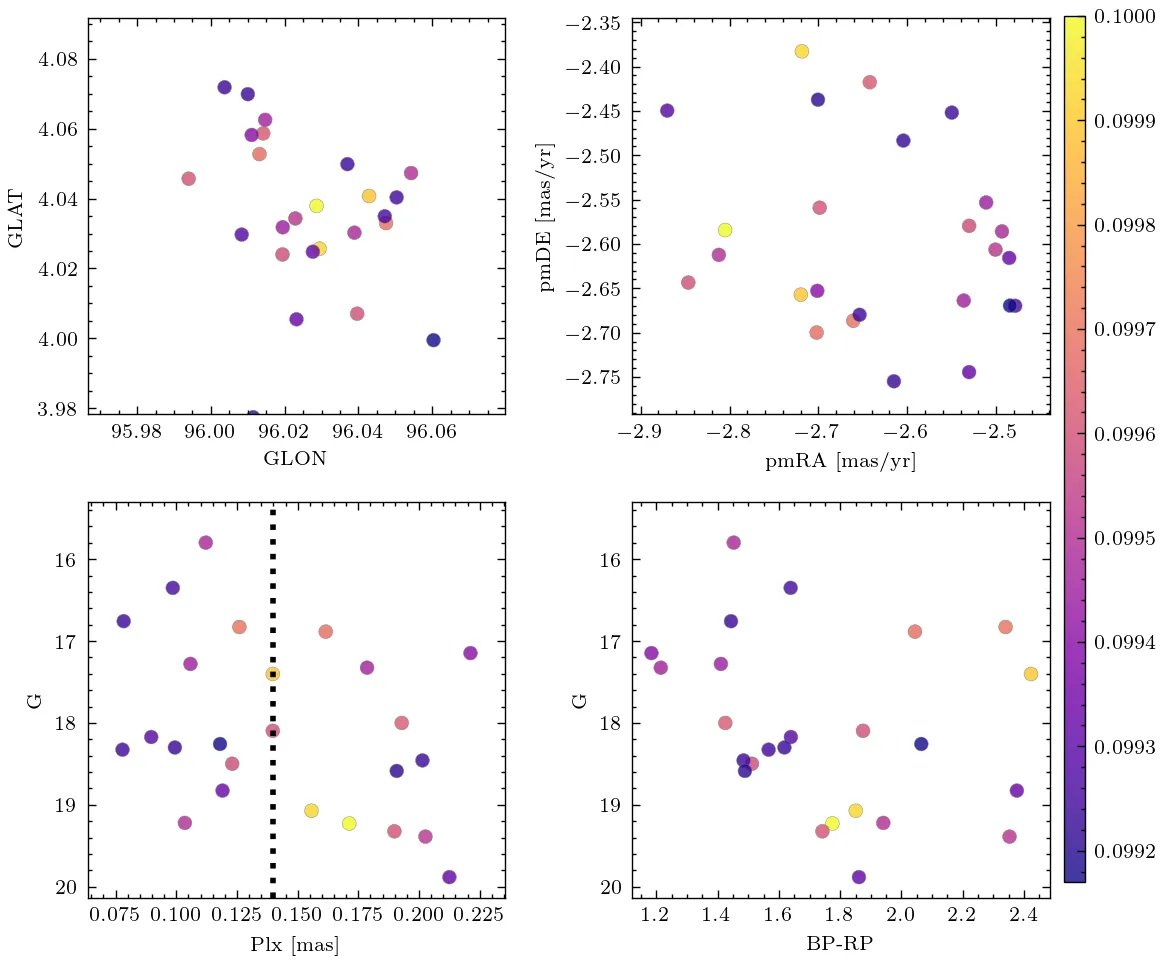 4.08
4.06
4.04
4.02
4.00
3.98
GLAT
95.98 96.00 96.02 96.04 96.06
GLON
−2.35
−2.40
−2.45
−2.50
−2.55
−2.60
−2.65
−2.70
−2.75
pmDE [mas/yr]
−2.9 −2.8 −2.7 −2.6 −2.5
pmRA [mas/yr]
16
17
18
19
20
G
0.075 0.100 0.125 0.150 0.175 0.200 0.225
Plx [mas]
16
17
18
19
20
G
1.2 1.4 1.6 1.8 2.0 2.2 2.4
BP-RP
0.1000
0.0999
0.0998
0.0997
0.0996
0.0995
0.0994
0.0993
0.0992